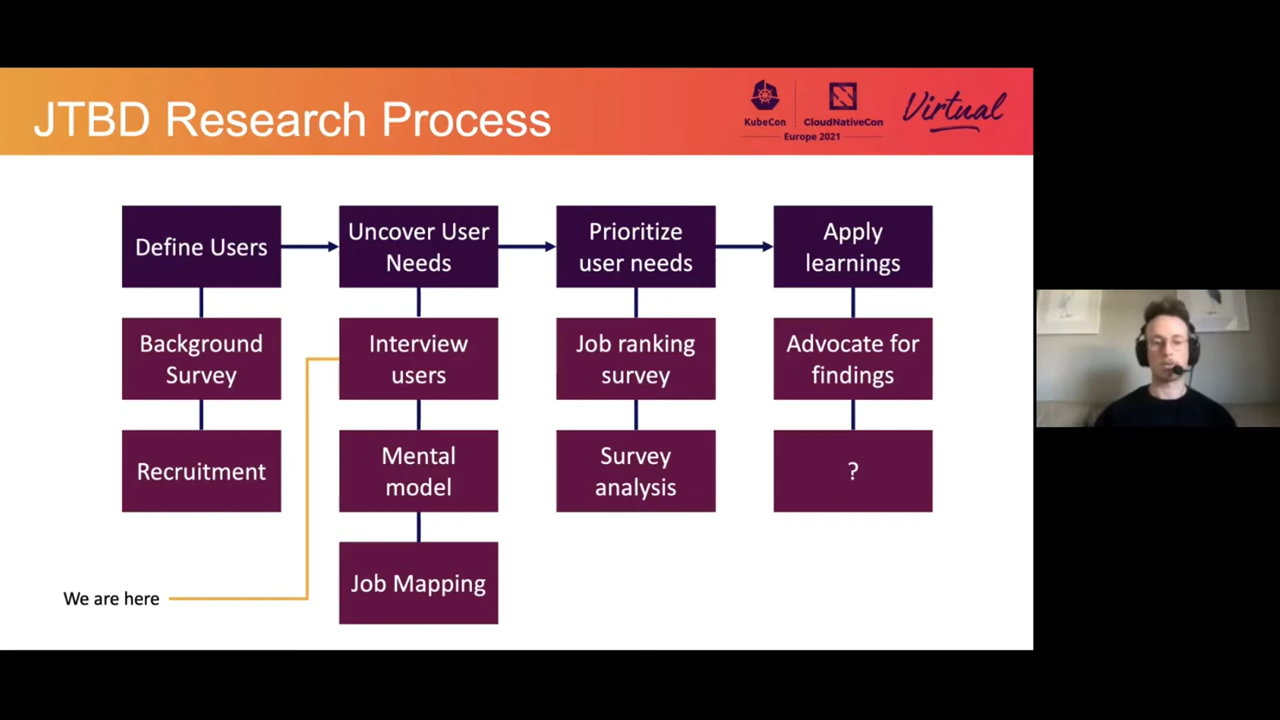 JTBD Research Process
KubeCon
CloudNativeCon
Europe 2021
Virtual
Define Users
Uncover User
Needs
Prioritize
user needs
Apply
learnings
Background
Survey
Interview
users
Job ranking
survey
Advocate for
findings
Recruitment
Mental
model
Survey
analysis
?
Job Mapping
We are here